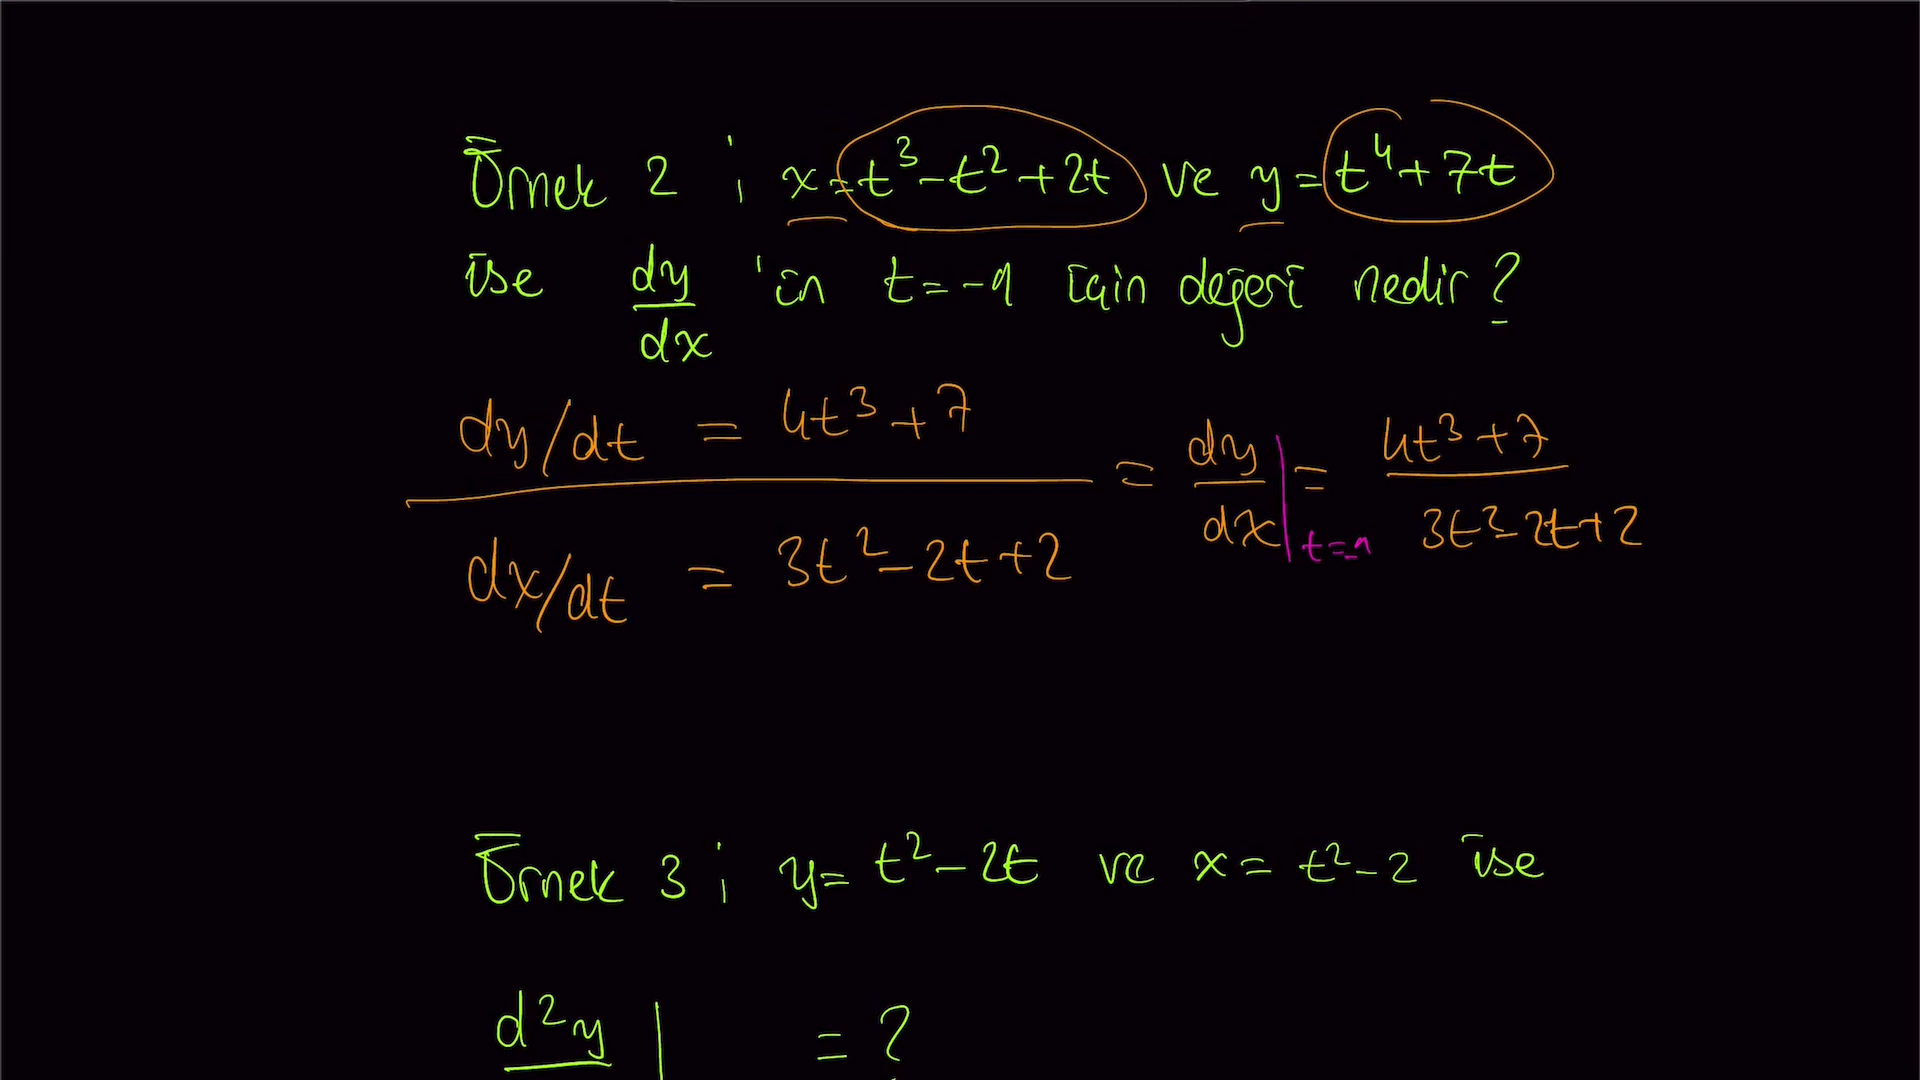 Örnek 2 ; x = t³ - t² + 2t ve y = t⁴ + 7t
ise dy/dx 'in t = -1 için değeri nedir ?
dy/dt = 4t³ + 7
dx/dt = 3t² - 2t + 2
= dy/dx | t=-1 = 4t³ + 7 / 3t² - 2t + 2
Örnek 3 ; y = t² - 2t ve x = t² - 2 ise
d²y | = ?